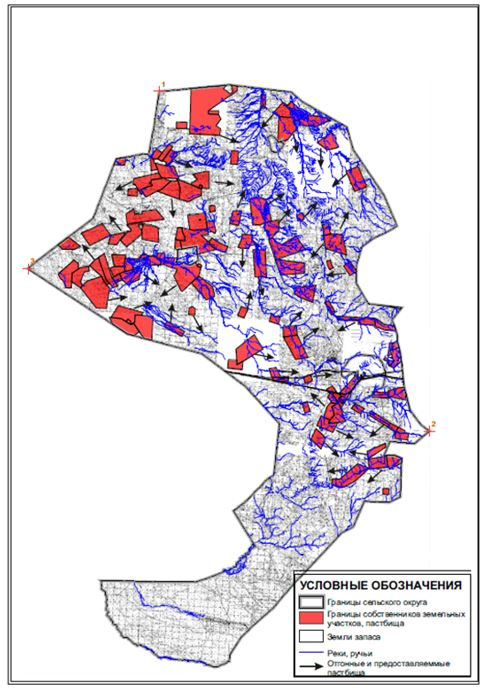 1
3
2
УСЛОВНЫЕ ОБОЗНАЧЕНИЯ
Границы сельского округа
Границы собственников земельных
участков, пастбища
Земли запаса
Реки, ручьи
Отгонные и предоставляеммые
пастбища